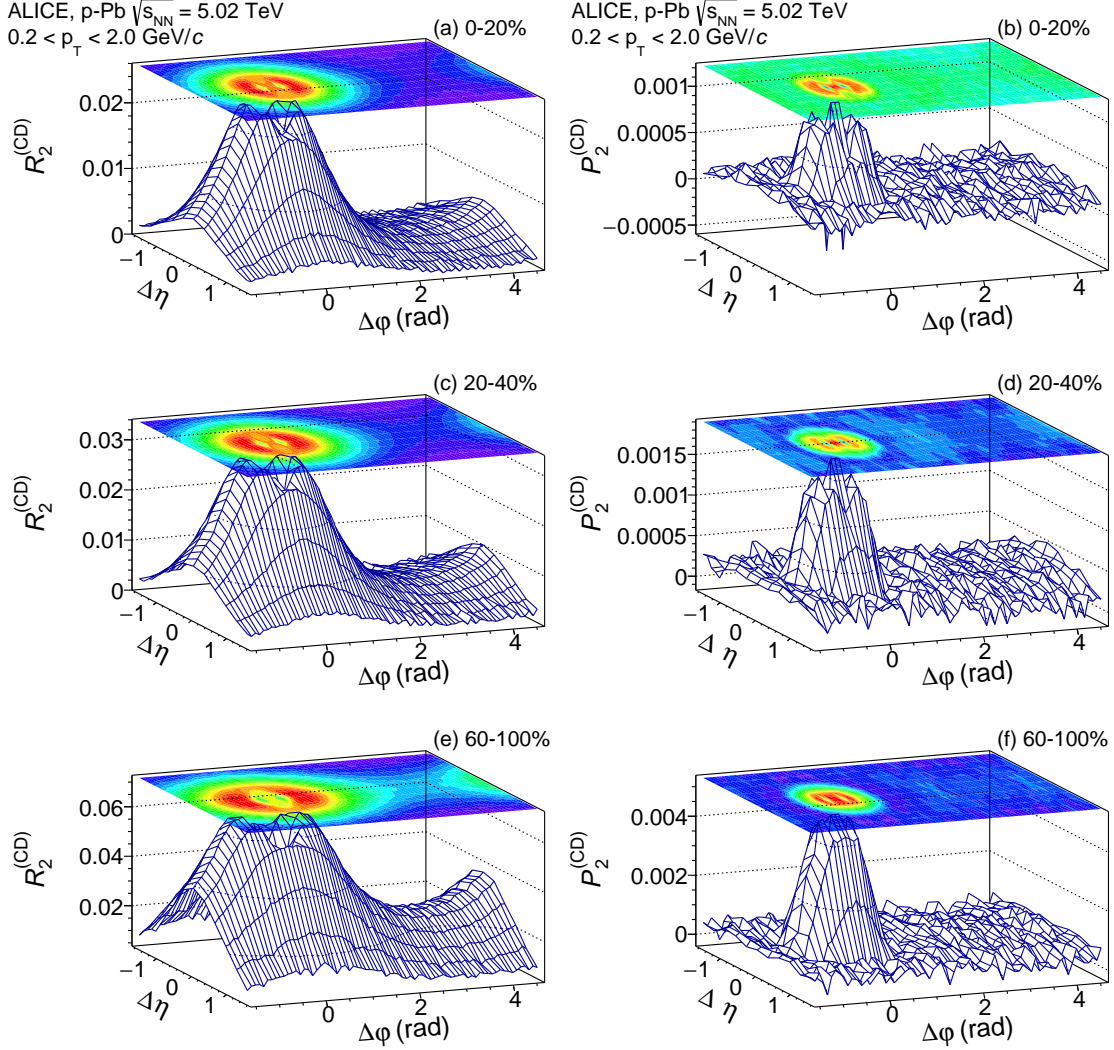 ALICE, p-Pb √s_NN = 5.02 TeV
0.2 < p_T < 2.0 GeV/c
(a) 0-20%
R_2^(CD)
0.02
0.01
0
−1
0
1
Δη
0
2
4
Δφ (rad)
ALICE, p-Pb √s_NN = 5.02 TeV
0.2 < p_T < 2.0 GeV/c
(b) 0-20%
P_2^(CD)
0.001
0.0005
0
−0.0005
−1
0
1
Δη
0
2
4
Δφ (rad)
(c) 20-40%
R_2^(CD)
0.03
0.02
0.01
0
−1
0
1
Δη
0
2
4
Δφ (rad)
(d) 20-40%
P_2^(CD)
0.0015
0.001
0.0005
0
−1
0
1
Δη
0
2
4
Δφ (rad)
(e) 60-100%
R_2^(CD)
0.06
0.04
0.02
−1
0
1
Δη
0
2
4
Δφ (rad)
(f) 60-100%
P_2^(CD)
0.004
0.002
0
−1
0
1
Δη
0
2
4
Δφ (rad)